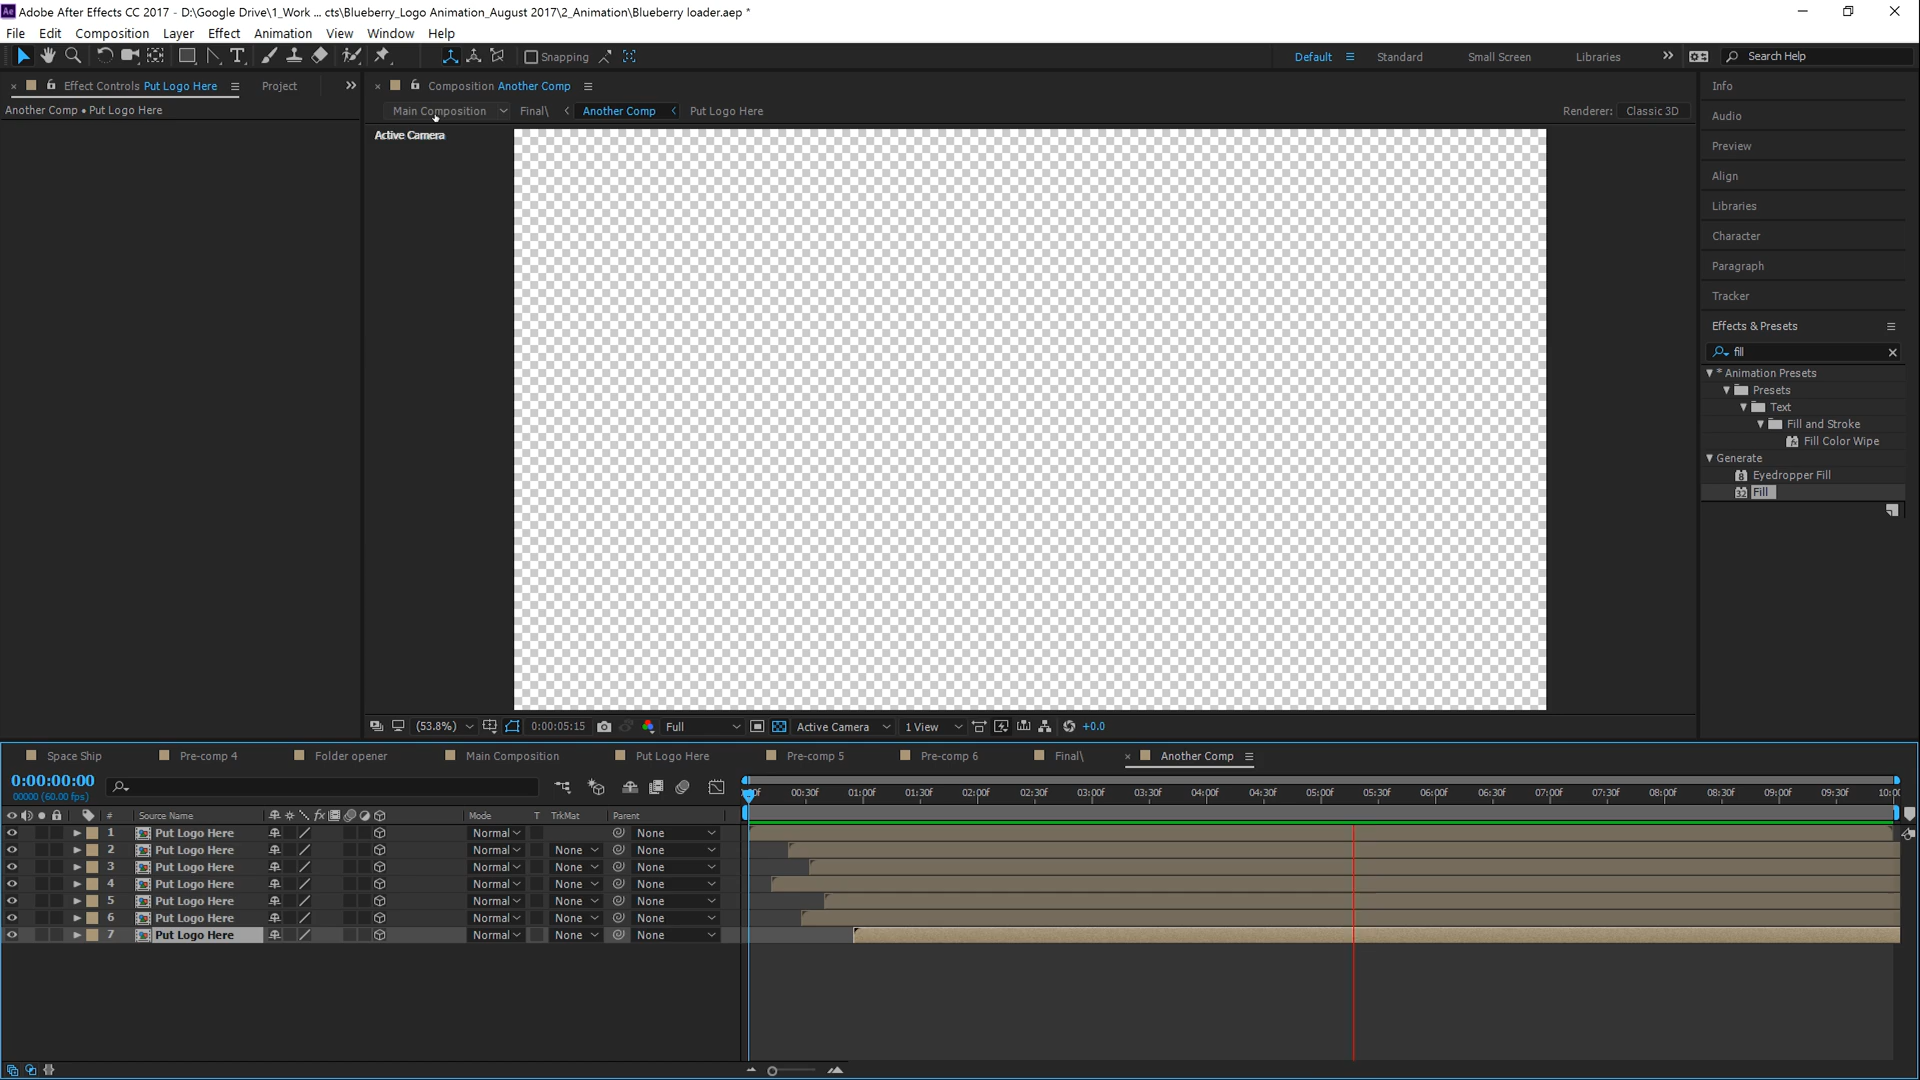 Ae Adobe After Effects CC 2017 - D:\Google Drive\1_Work ... cts\Blueberry_Logo Animation_August 2017\2_Animation\Blueberry loader.aep *
File Edit Composition Layer Effect Animation View Window Help
T Snapping Default Standard Small Screen Libraries Search Help
Effect Controls Put Logo Here Project
Composition Another Comp
Info
Another Comp • Put Logo Here
Main Composition Final\ Another Comp Put Logo Here
Renderer: Classic 3D
Audio
Active Camera
Preview
Align
Libraries
Character
Paragraph
Tracker
Effects & Presets
fill
* Animation Presets
Presets
Text
Fill and Stroke
Fill Color Wipe
Generate
Eyedropper Fill
Fill
(53.8%) 0:00:05:15 Full Active Camera 1 View +0.0
Space Ship Pre-comp 4 Folder opener Main Composition Put Logo Here Pre-comp 5 Pre-comp 6 Final\ Another Comp
0:00:00:00
00000 (60.00 fps)
00:30f 01:00f 01:30f 02:00f 02:30f 03:00f 03:30f 04:00f 04:30f 05:00f 05:30f 06:00f 06:30f 07:00f 07:30f 08:00f 08:30f 09:00f 09:30f 10:00
# Source Name fx Mode T TrkMat Parent
1 Put Logo Here Normal None
2 Put Logo Here Normal None None
3 Put Logo Here Normal None None
4 Put Logo Here Normal None None
5 Put Logo Here Normal None None
6 Put Logo Here Normal None None
7 Put Logo Here Normal None None